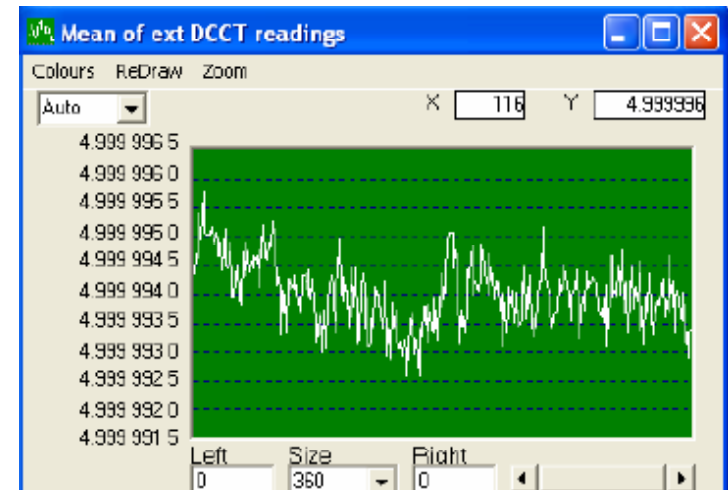 Mean of ext DCCT readings
Colours ReDraw Zoom
Auto X 116 Y 4.999996
4.999 996 5
4.999 996 0
4.999 995 5
4.999 995 0
4.999 994 5
4.999 994 0
4.999 993 5
4.999 993 0
4.999 992 5
4.999 992 0
4.999 991 5
Left Size Right
0 360 0